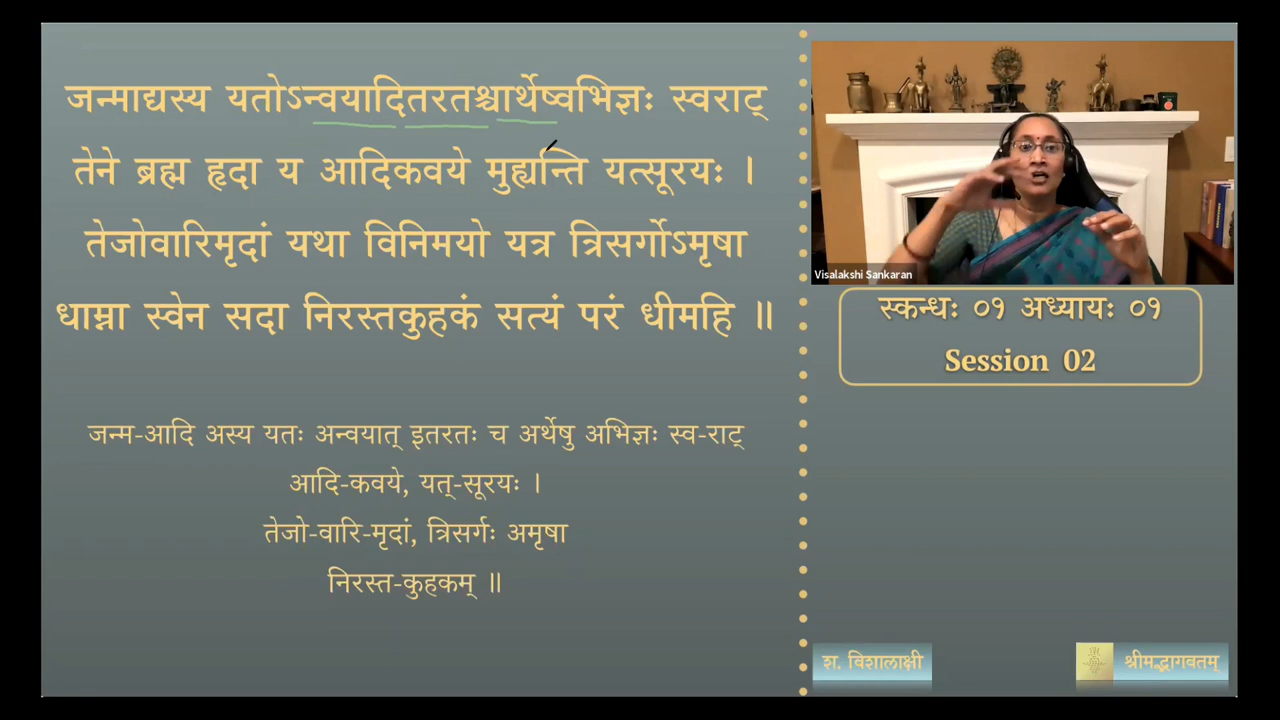 जन्माद्यस्य यतोऽन्वयादितरतश्चार्थेष्वभिज्ञः स्वराट्
तेने ब्रह्म हृदा य आदिकवये मुह्यन्ति यत्सूरयः ।
तेजोवारिमृदां यथा विनिमयो यत्र त्रिसर्गोऽमृषा
धाम्ना स्वेन सदा निरस्तकुहकं सत्यं परं धीमहि ॥
जन्म-आदि अस्य यतः अन्वयात् इतरतः च अर्थेषु अभिज्ञः स्व-राट्
आदि-कवये, यत्-सूरयः ।
तेजो-वारि-मृदां, त्रिसर्गः अमृषा
निरस्त-कुहकम् ॥
Visalakshi Sankaran
स्कन्धः ०१ अध्यायः ०१
Session 02
श. विशालाक्षी
श्रीमद्भागवतम्